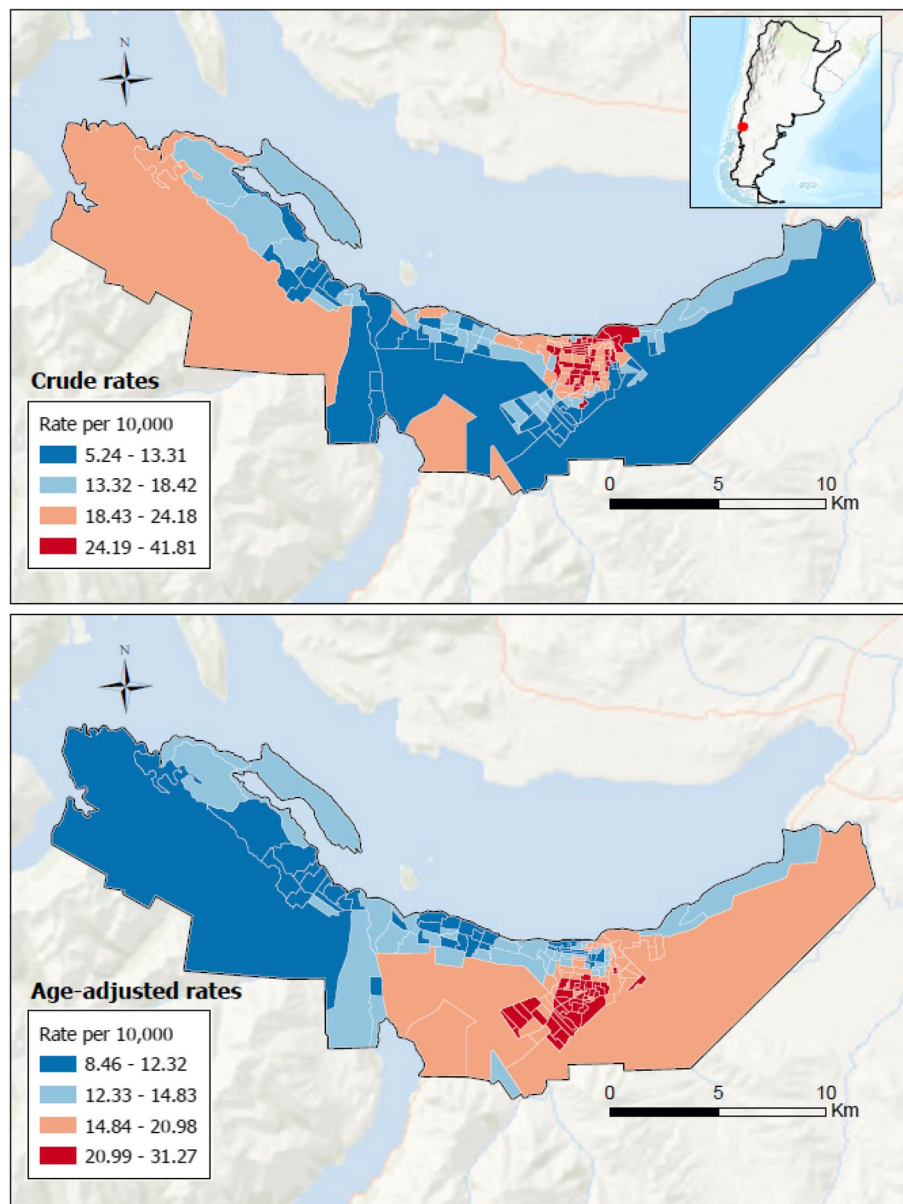 N
Crude rates
Rate per 10,000
5.24 - 13.31
13.32 - 18.42
18.43 - 24.18
24.19 - 41.81
0 5 10
Km
N
Age-adjusted rates
Rate per 10,000
8.46 - 12.32
12.33 - 14.83
14.84 - 20.98
20.99 - 31.27
0 5 10
Km